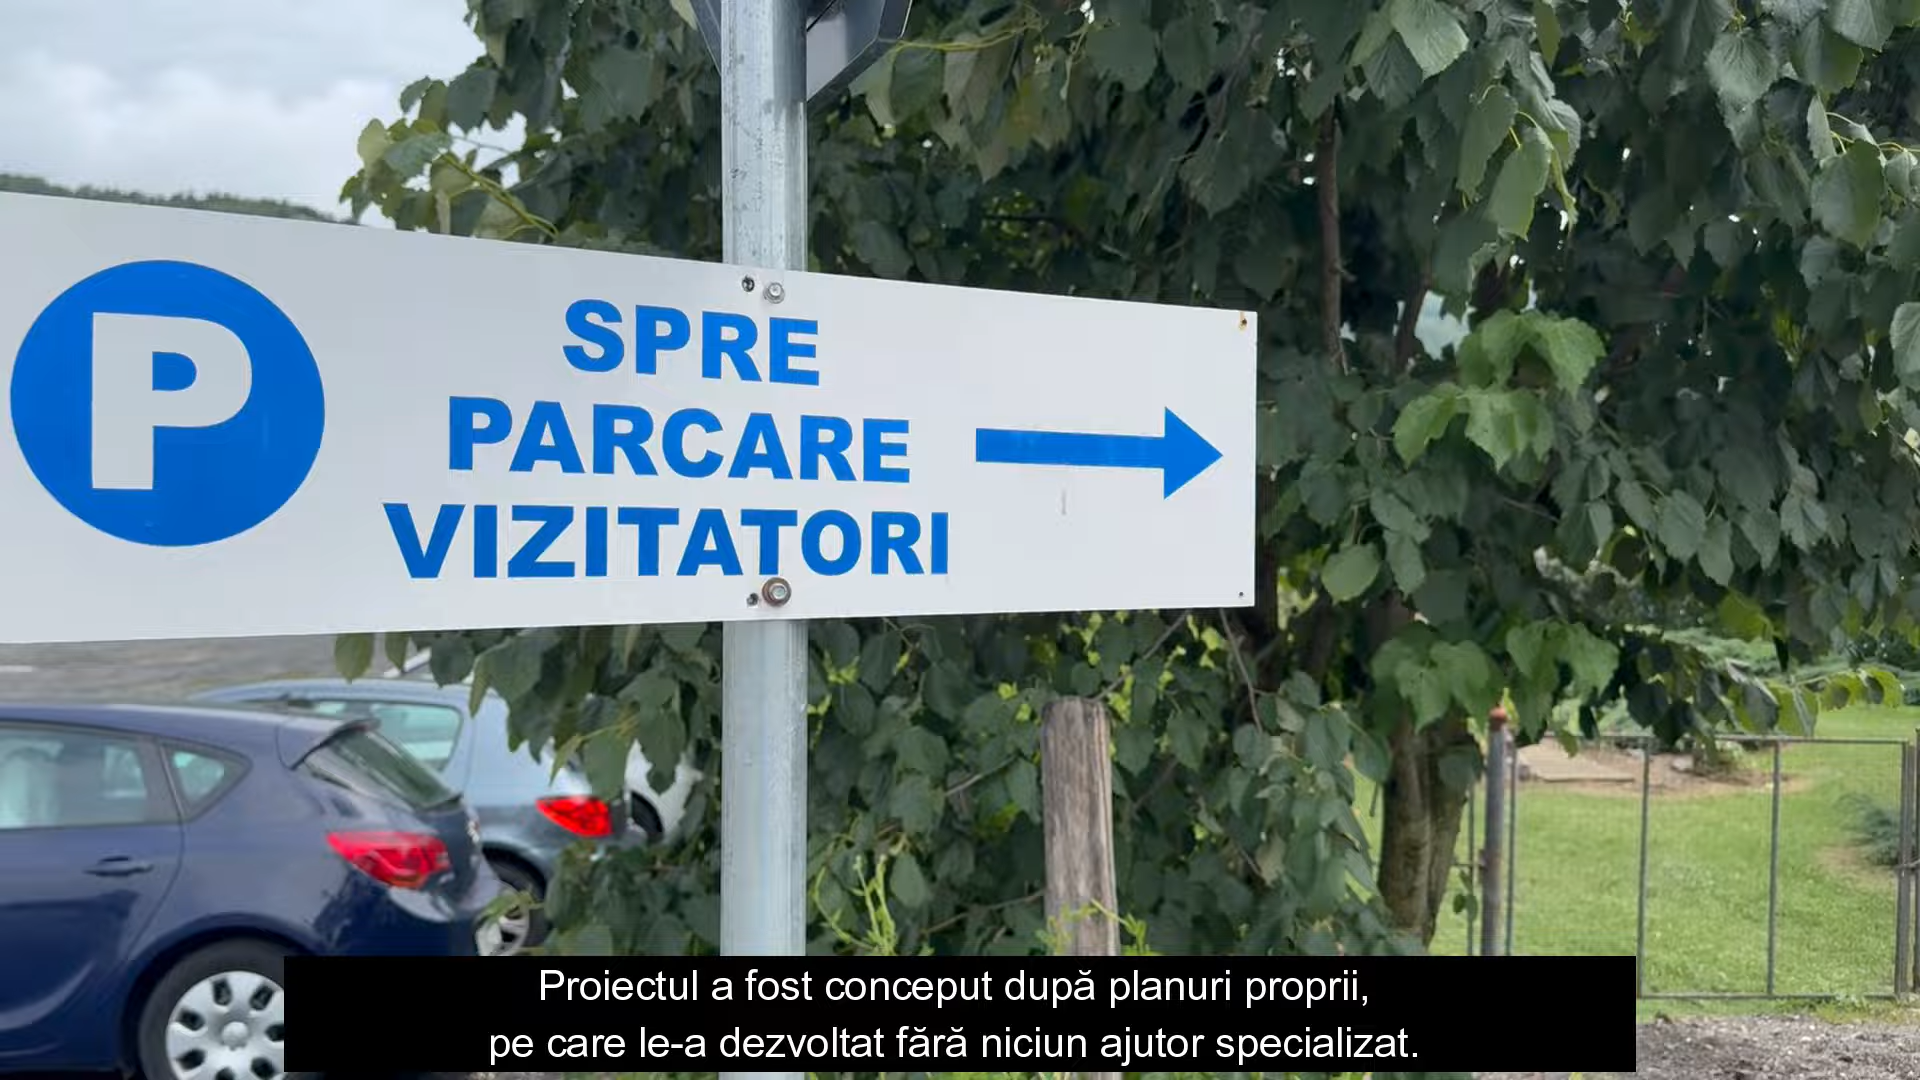 P
SPRE
PARCARE
VIZITATORI
Proiectul a fost conceput după planuri proprii,
pe care le-a dezvoltat fără niciun ajutor specializat.